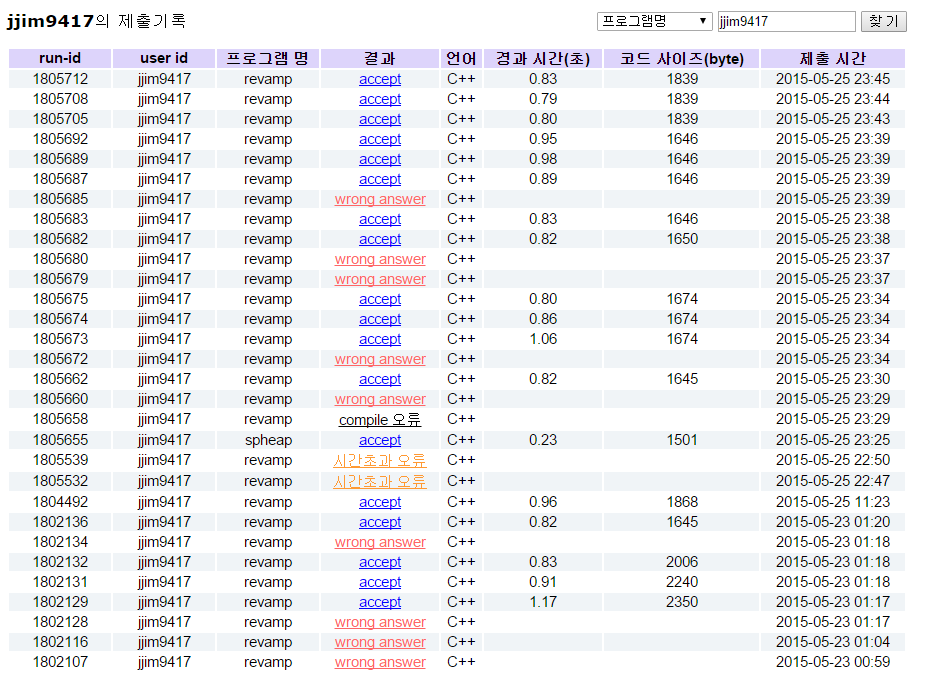 jjim9417의 제출기록 프로그램명 jjim9417 찾 기
run-id user id 프로그램 명 결과 언어 경과 시간(초) 코드 사이즈(byte) 제출 시간
1805712 jjim9417 revamp accept C++ 0.83 1839 2015-05-25 23:45
1805708 jjim9417 revamp accept C++ 0.79 1839 2015-05-25 23:44
1805705 jjim9417 revamp accept C++ 0.80 1839 2015-05-25 23:43
1805692 jjim9417 revamp accept C++ 0.95 1646 2015-05-25 23:39
1805689 jjim9417 revamp accept C++ 0.98 1646 2015-05-25 23:39
1805687 jjim9417 revamp accept C++ 0.89 1646 2015-05-25 23:39
1805685 jjim9417 revamp wrong answer C++ 2015-05-25 23:39
1805683 jjim9417 revamp accept C++ 0.83 1646 2015-05-25 23:38
1805682 jjim9417 revamp accept C++ 0.82 1650 2015-05-25 23:38
1805680 jjim9417 revamp wrong answer C++ 2015-05-25 23:37
1805679 jjim9417 revamp wrong answer C++ 2015-05-25 23:37
1805675 jjim9417 revamp accept C++ 0.80 1674 2015-05-25 23:34
1805674 jjim9417 revamp accept C++ 0.86 1674 2015-05-25 23:34
1805673 jjim9417 revamp accept C++ 1.06 1674 2015-05-25 23:34
1805672 jjim9417 revamp wrong answer C++ 2015-05-25 23:34
1805662 jjim9417 revamp accept C++ 0.82 1645 2015-05-25 23:30
1805660 jjim9417 revamp wrong answer C++ 2015-05-25 23:29
1805658 jjim9417 revamp compile 오류 C++ 2015-05-25 23:29
1805655 jjim9417 spheap accept C++ 0.23 1501 2015-05-25 23:25
1805539 jjim9417 revamp 시간초과 오류 C++ 2015-05-25 22:50
1805532 jjim9417 revamp 시간초과 오류 C++ 2015-05-25 22:47
1804492 jjim9417 revamp accept C++ 0.96 1868 2015-05-25 11:23
1802136 jjim9417 revamp accept C++ 0.82 1645 2015-05-23 01:20
1802134 jjim9417 revamp wrong answer C++ 2015-05-23 01:18
1802132 jjim9417 revamp accept C++ 0.83 2006 2015-05-23 01:18
1802131 jjim9417 revamp accept C++ 0.91 2240 2015-05-23 01:18
1802129 jjim9417 revamp accept C++ 1.17 2350 2015-05-23 01:17
1802128 jjim9417 revamp wrong answer C++ 2015-05-23 01:17
1802116 jjim9417 revamp wrong answer C++ 2015-05-23 01:04
1802107 jjim9417 revamp wrong answer C++ 2015-05-23 00:59